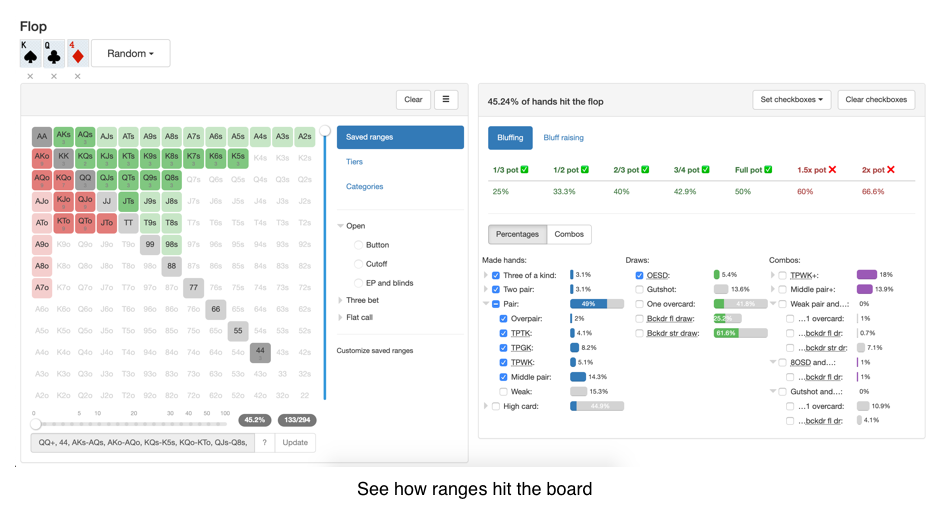 Flop
K Q 4 Random
× × ×
Clear ☰
AA AKs AQs AJs ATs A9s A8s A7s A6s A5s A4s A3s A2s
AKo KK KQs KJs KTs K9s K8s K7s K6s K5s K4s K3s K2s
AQo KQo QQ QJs QTs Q9s Q8s Q7s Q6s Q5s Q4s Q3s Q2s
AJo KJo QJo JJ JTs J9s J8s J7s J6s J5s J4s J3s J2s
ATo KTo QTo JTo TT T9s T8s T7s T6s T5s T4s T3s T2s
A9o K9o Q9o J9o T9o 99 98s 97s 96s 95s 94s 93s 92s
A8o K8o Q8o J8o T8o 98o 88 87s 86s 85s 84s 83s 82s
A7o K7o Q7o J7o T7o 97o 87o 77 76s 75s 74s 73s 72s
A6o K6o Q6o J6o T6o 96o 86o 76o 66 65s 64s 63s 62s
A5o K5o Q5o J5o T5o 95o 85o 75o 65o 55 54s 53s 52s
A4o K4o Q4o J4o T4o 94o 84o 74o 64o 54o 44 43s 42s
A3o K3o Q3o J3o T3o 93o 83o 73o 63o 53o 43o 33 32s
A2o K2o Q2o J2o T2o 92o 82o 72o 62o 52o 42o 32o 22
0 5 10 20 30 40 50 100
45.2% 133/294
QQ+, 44, AKs-AQs, AKo-AQo, KQs-K5s, KQo-KTo, QJs-Q8s, ? Update
Saved ranges
Tiers
Categories
Open
Button
Cutoff
EP and blinds
Three bet
Flat call
Customize saved ranges
45.24% of hands hit the flop Set checkboxes Clear checkboxes
Bluffing Bluff raising
1/3 pot 1/2 pot 2/3 pot 3/4 pot Full pot 1.5x pot 2x pot
25% 33.3% 40% 42.9% 50% 60% 66.6%
Percentages Combos
Made hands:
Three of a kind: 3.1%
Two pair: 3.1%
Pair: 49%
Overpair: 2%
TPTK: 4.1%
TPGK: 8.2%
TPWK: 5.1%
Middle pair: 14.3%
Weak: 15.3%
High card: 44.8%
Draws:
OESD: 5.4%
Gutshot: 13.6%
One overcard: 41.8%
Bckdr fl draw: 25.2%
Bckdr str draw: 61.6%
Combos:
TPWK+: 18%
Middle pair+: 13.9%
Weak pair and…: 0%
…1 overcard: 1%
…bckdr fl dr: 0.7%
…bckdr str dr: 7.1%
8OSD and…: 1%
…bckdr fl dr: 1%
Gutshot and…: 0%
…1 overcard: 10.9%
…bckdr fl dr: 4.1%
See how ranges hit the board